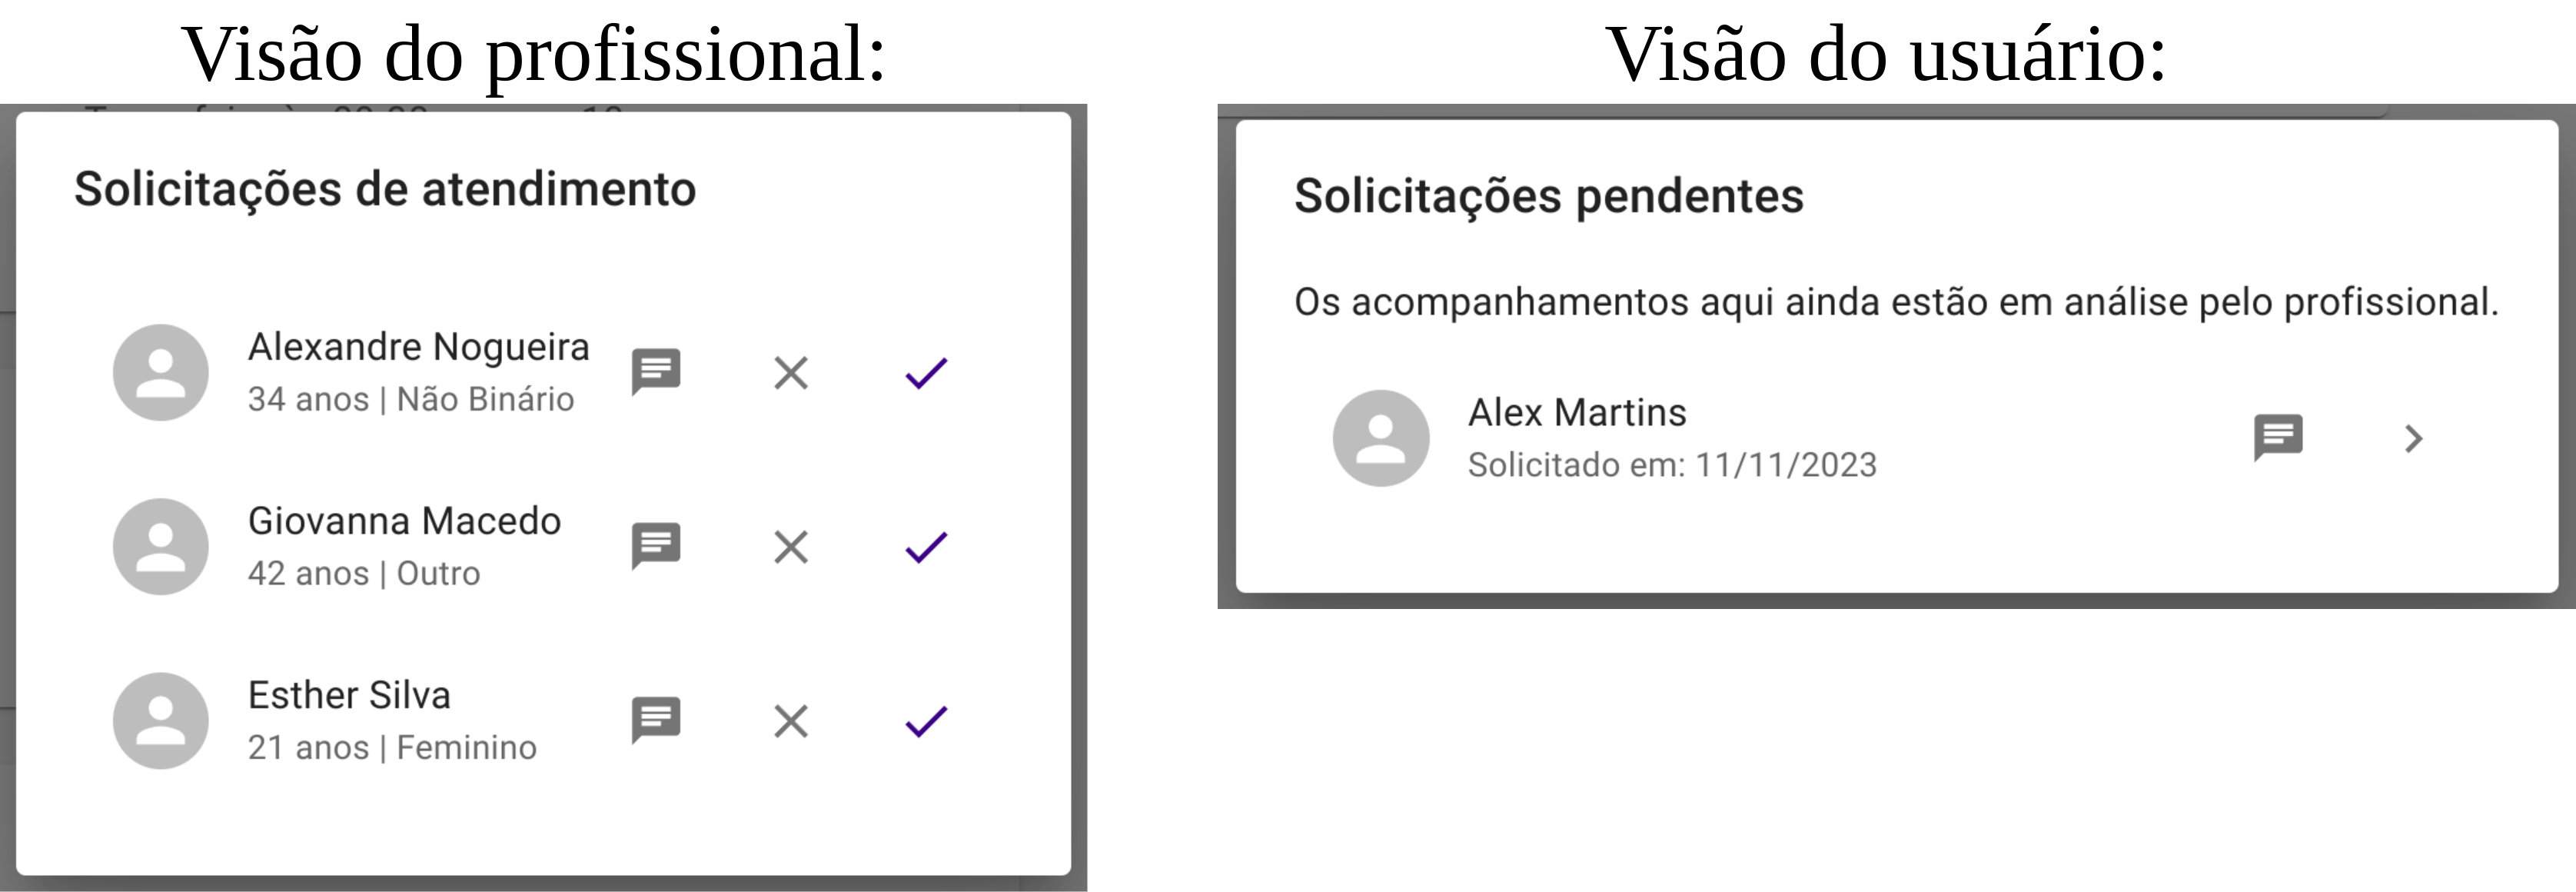 Visão do profissional:
Solicitações de atendimento
Alexandre Nogueira
34 anos | Não Binário
Giovanna Macedo
42 anos | Outro
Esther Silva
21 anos | Feminino
Visão do usuário:
Solicitações pendentes
Os acompanhamentos aqui ainda estão em análise pelo profissional.
Alex Martins
Solicitado em: 11/11/2023